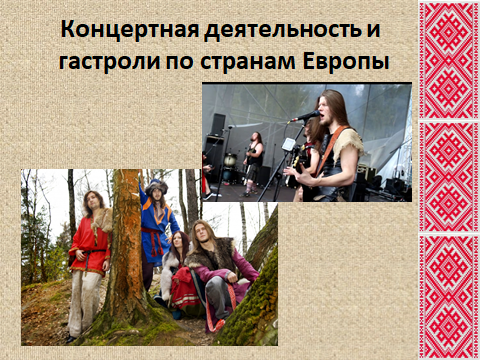 Концертная деятельность и
гастроли по странам Европы